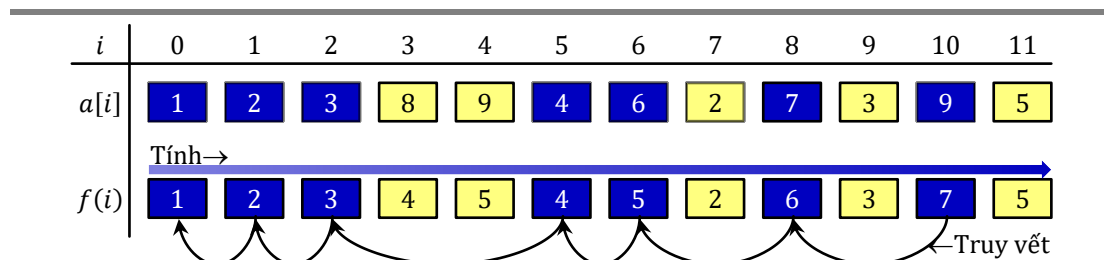 i 0 1 2 3 4 5 6 7 8 9 10 11
a[i] 1 2 3 8 9 4 6 2 7 3 9 5
Tính→
f(i) 1 2 3 4 5 4 5 2 6 3 7 5
←Truy vết